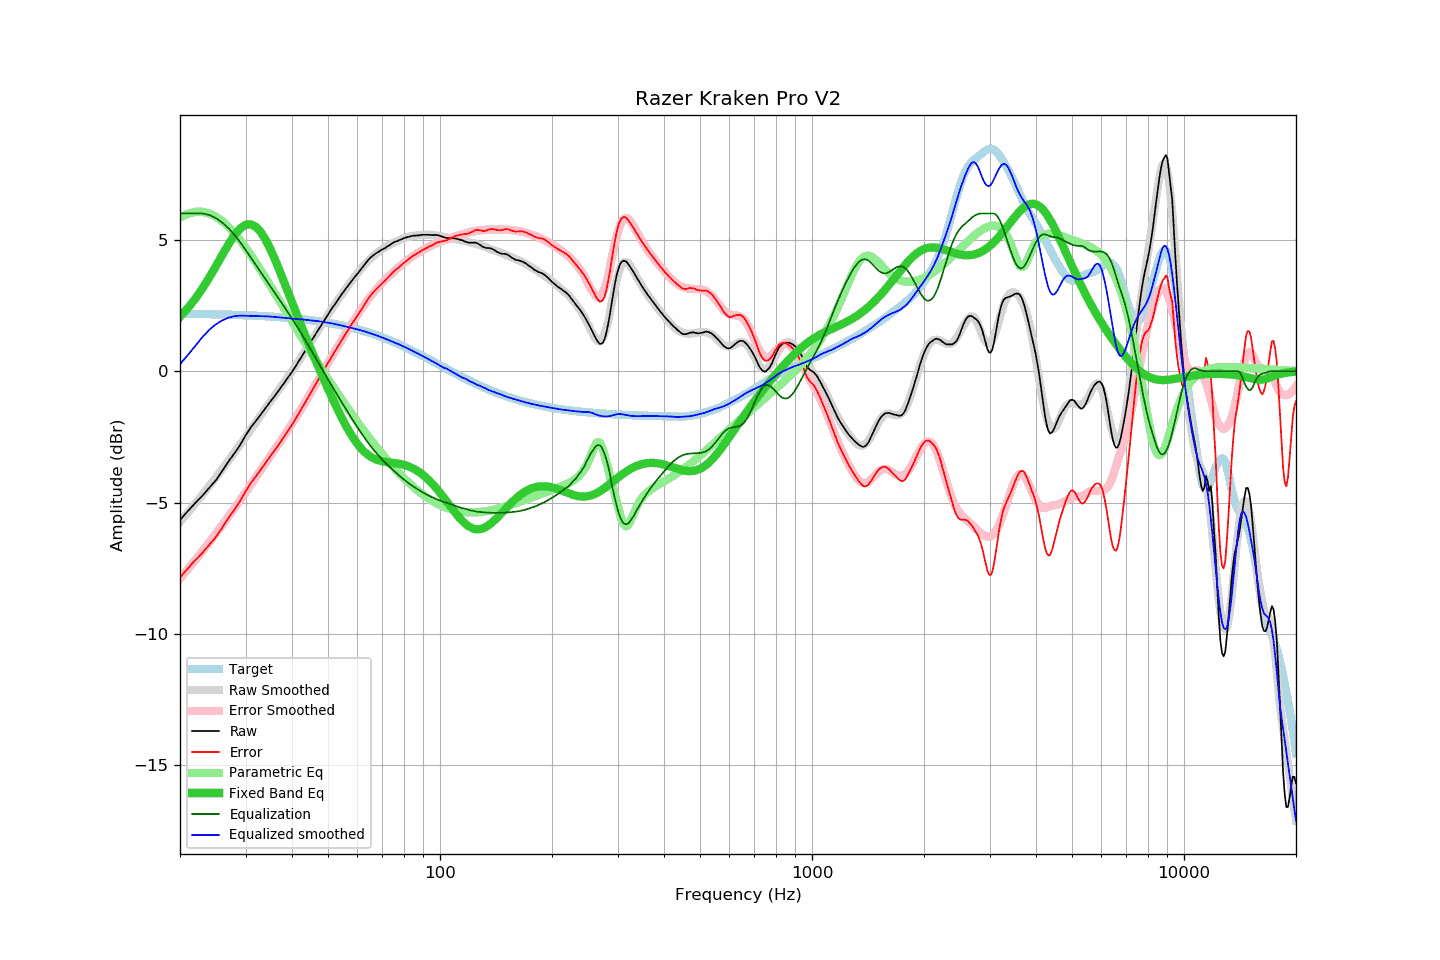 Razer Kraken Pro V2
Amplitude (dBr)
5
0
−5
−10
−15
Target
Raw Smoothed
Error Smoothed
Raw
Error
Parametric Eq
Fixed Band Eq
Equalization
Equalized smoothed
100
1000
10000
Frequency (Hz)